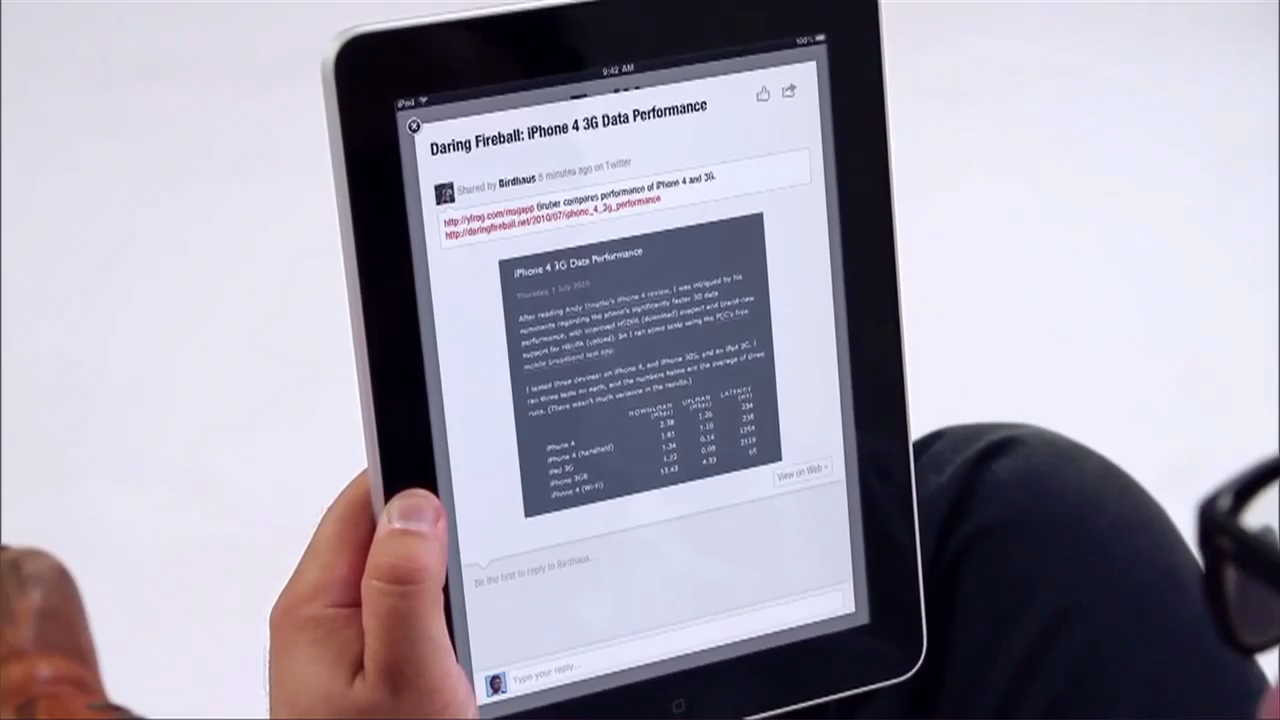 iPad
9:42 AM
100%
Daring Fireball: iPhone 4 3G Data Performance
Shared by Birdhaus 8 minutes ago on Twitter
http://yfrog.com/msgapp Gruber compares performance of iPhone 4 and 3G.
http://daringfireball.net/2010/07/iphone_4_3g_performance
iPhone 4 3G Data Performance
Thursday, 1 July 2010
After reading Andy Ihnatko's iPhone 4 review, I was intrigued by his
comments regarding the phone's significantly faster 3G data
performance, with improved HSDPA (download) support and brand-new
support for HSUPA (upload). So I ran some tests using the FCC's
mobile broadband test app.
I tested three devices: an iPhone 4, and iPhone 3GS, and an iPad 3G. I
ran three tests on each, and the numbers below are the average of three
runs. (There wasn't much variance in the results.)
DOWNLOAD UPLOAD LATENCY
(Mbps) (Mbps) (ms)
iPhone 4 2.38 1.26
iPhone 4 (handheld)
iPad 3G
iPhone 3GS
iPhone 4 (Wi-Fi)
View on Web »
Be the first to reply to Birdhaus...
Type your reply...